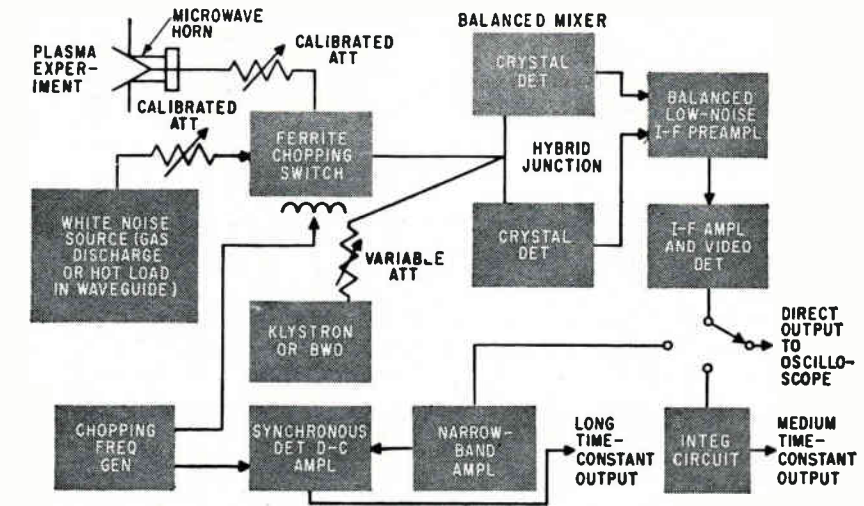 MICROWAVE
HORN
PLASMA
EXPER-
IMENT
CALIBRATED
ATT
CALIBRATED
ATT
FERRITE
CHOPPING
SWITCH
WHITE NOISE
SOURCE (GAS
DISCHARGE
OR HOT LOAD
IN WAVEGUIDE)
VARIABLE
ATT
KLYSTRON
OR BWO
BALANCED MIXER
CRYSTAL
DET
HYBRID
JUNCTION
CRYSTAL
DET
BALANCED
LOW-NOISE
I-F PREAMPL
I-F AMPL
AND VIDEO
DET
DIRECT
OUTPUT
TO
OSCILLO-
SCOPE
CHOPPING
FREQ
GEN
SYNCHRONOUS
DET D-C
AMPL
NARROW-
BAND
AMPL
LONG
TIME-
CONSTANT
OUTPUT
INTEG
CIRCUIT
MEDIUM
TIME-
CONSTANT
OUTPUT